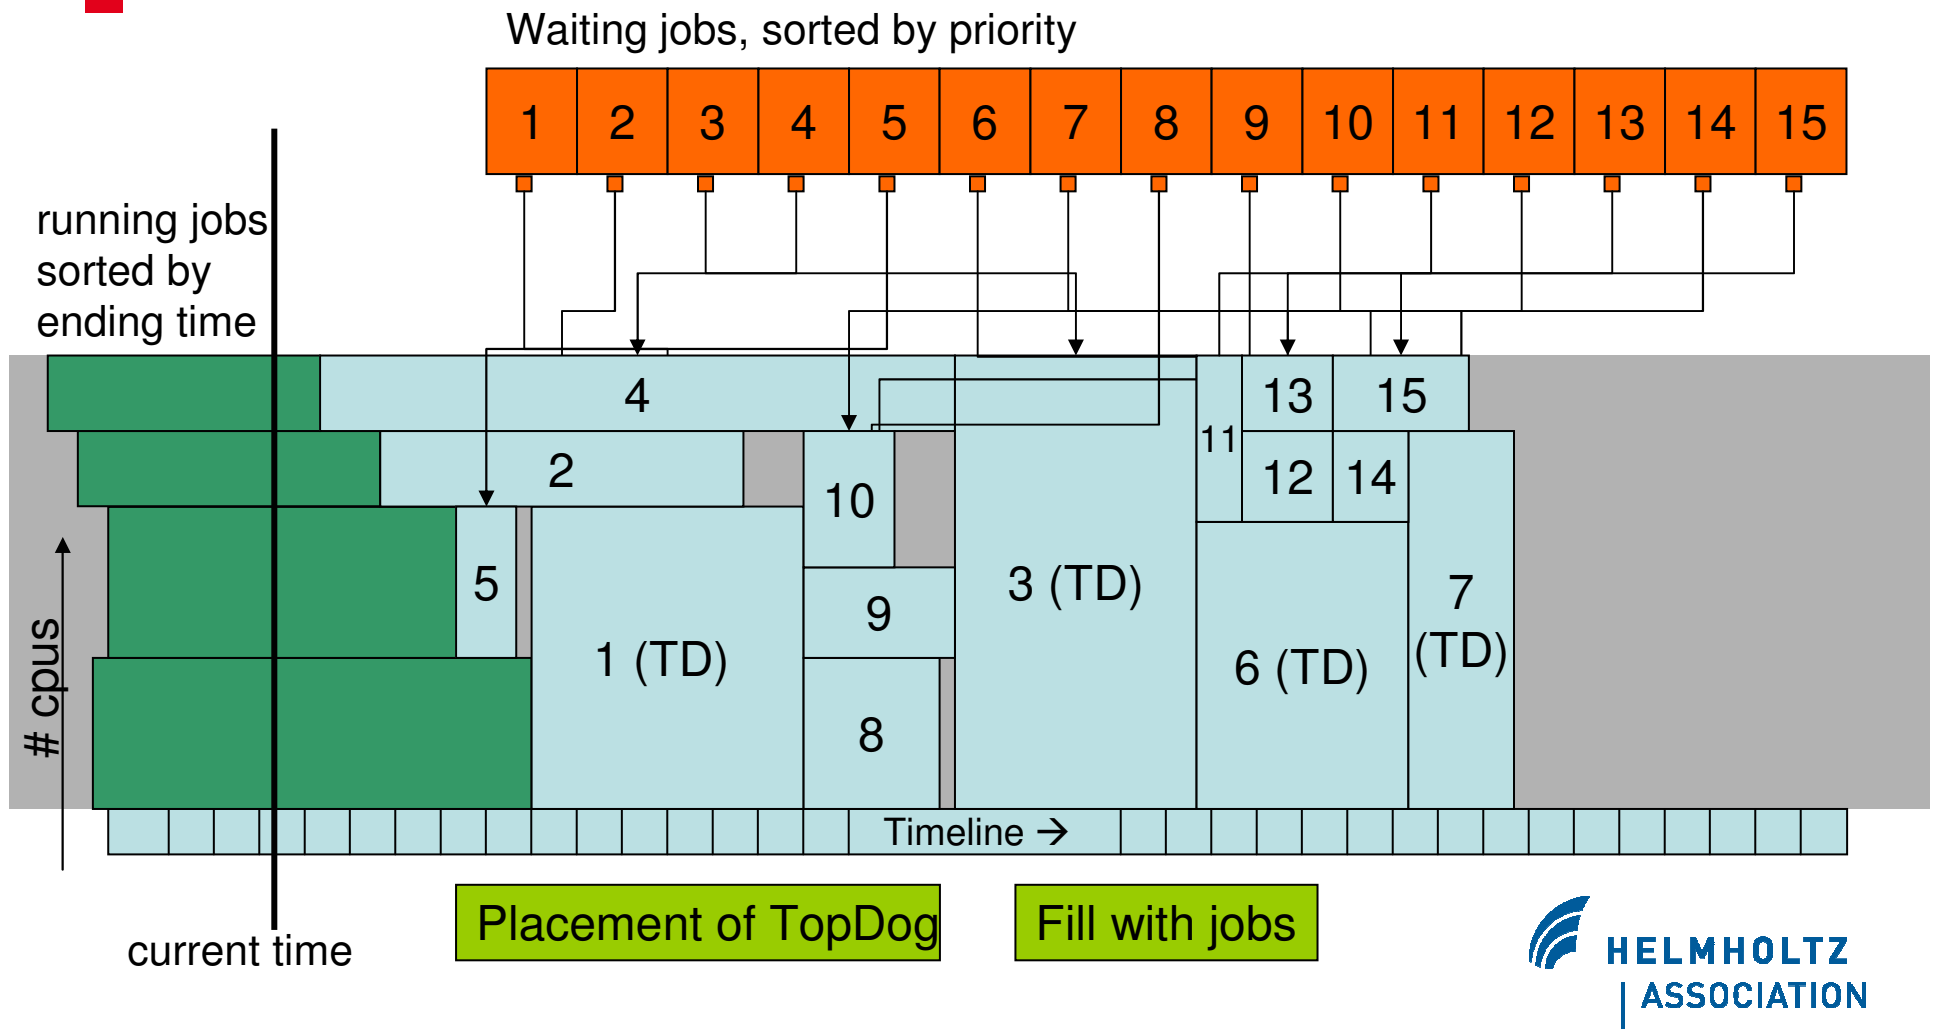 Waiting jobs, sorted by priority
1 2 3 4 5 6 7 8 9 10 11 12 13 14 15
running jobs
sorted by
ending time
4
13
15
11
2
12
14
10
5
3 (TD)
7
(TD)
9
1 (TD)
6 (TD)
8
# cpus
Timeline →
Placement of TopDog
Fill with jobs
current time
HELMHOLTZ
ASSOCIATION